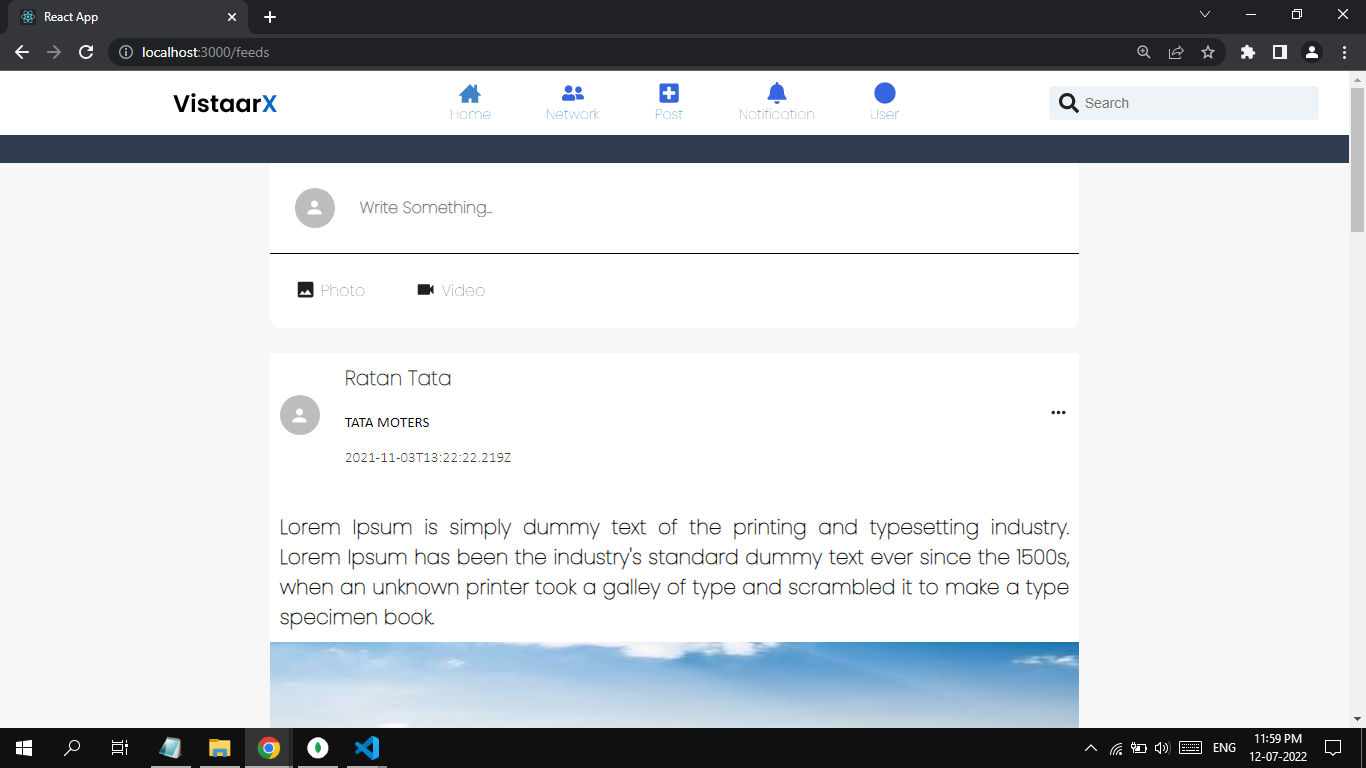 React App
localhost:3000/feeds
VistaarX
Home
Network
Post
Notification
User
Search
Write Something...
Photo
Video
Ratan Tata
TATA MOTERS
2021-11-03T13:22:22.219Z
Lorem Ipsum is simply dummy text of the printing and typesetting industry.
Lorem Ipsum has been the industry's standard dummy text ever since the 1500s,
when an unknown printer took a galley of type and scrambled it to make a type
specimen book.
ENG
11:59 PM
12-07-2022